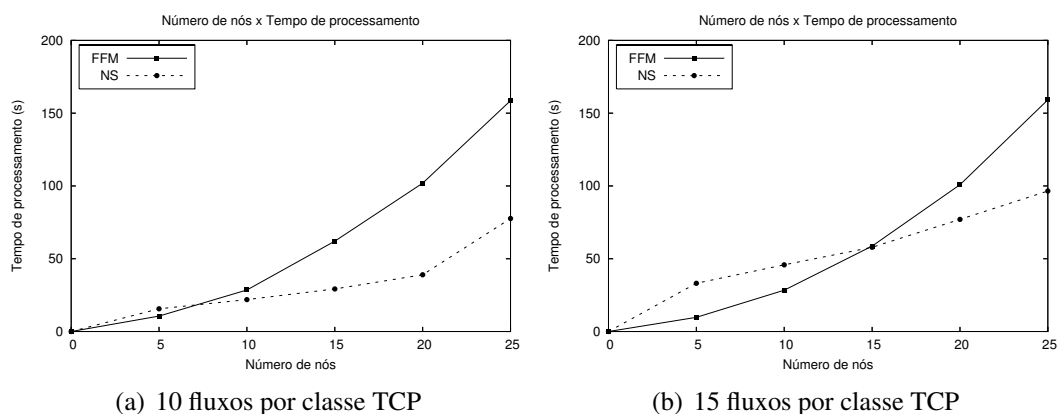 Número de nós x Tempo de processamento
200
150
100
50
0
0 5 10 15 20 25
Tempo de processamento (s)
Número de nós
FFM
NS
(a) 10 fluxos por classe TCP
Número de nós x Tempo de processamento
200
150
100
50
0
0 5 10 15 20 25
Tempo de processamento (s)
Número de nós
FFM
NS
(b) 15 fluxos por classe TCP